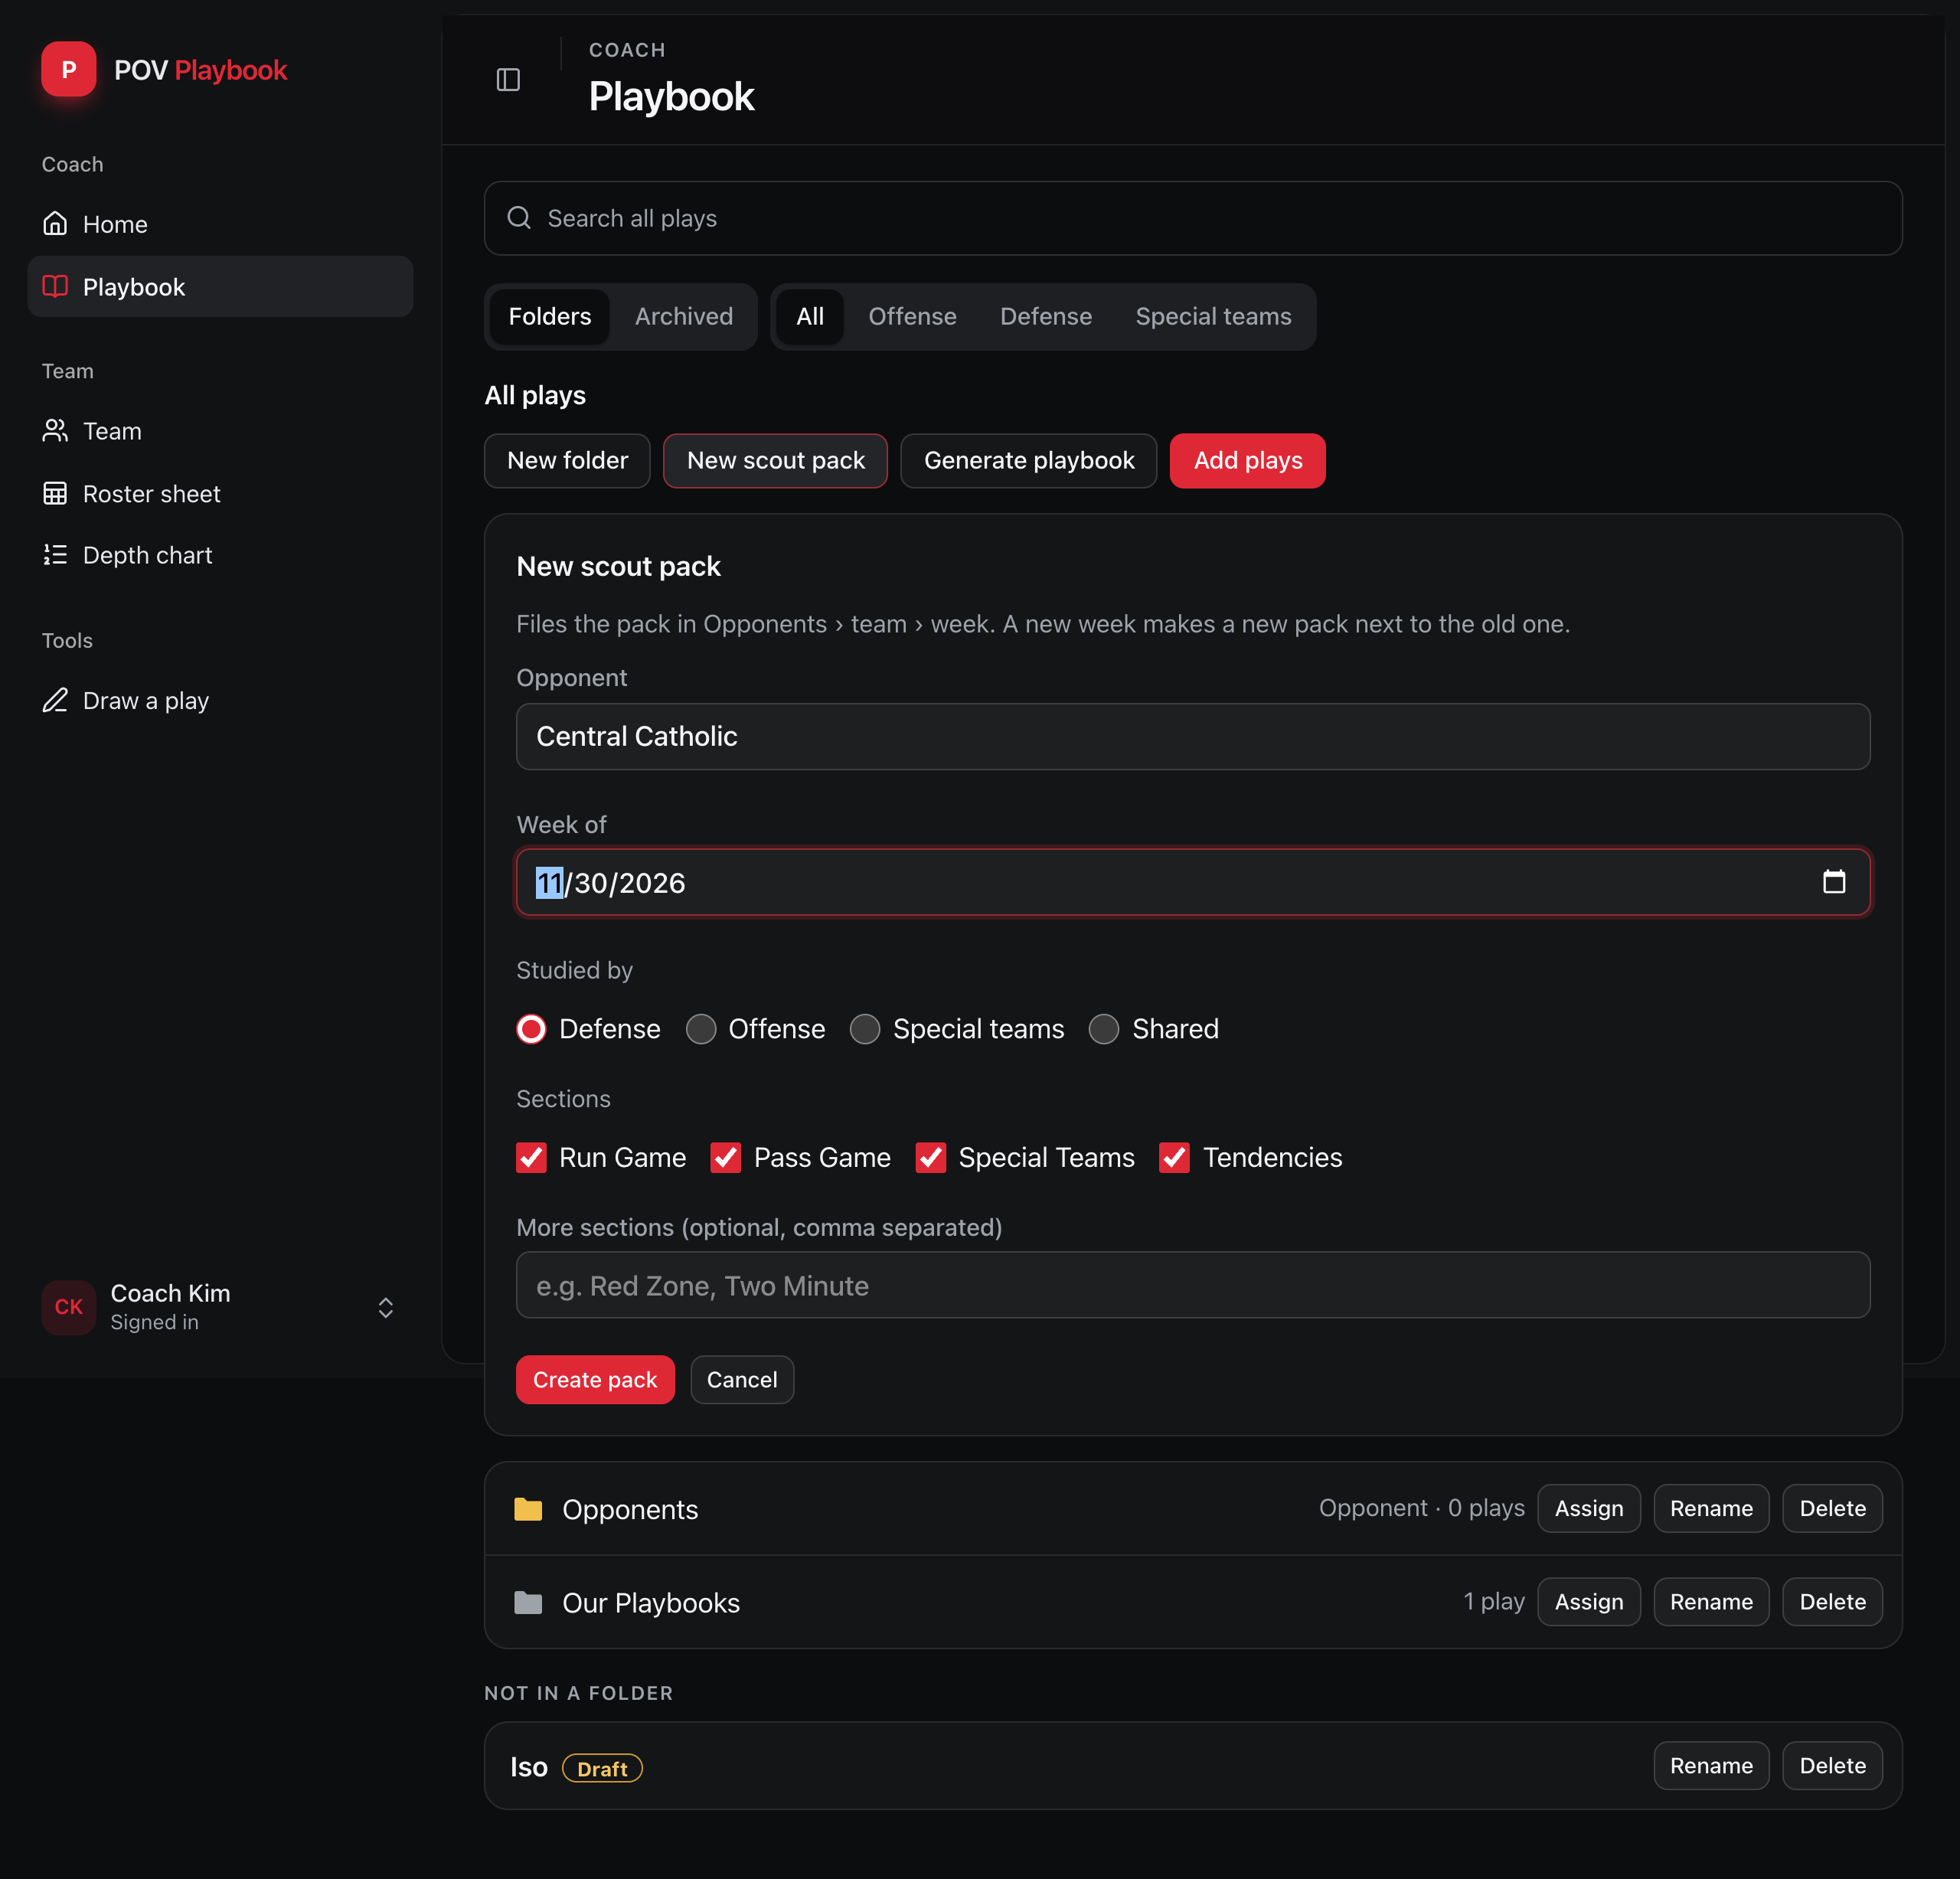 P
POV Playbook
Coach
Home
Playbook
Team
Team
Roster sheet
Depth chart
Tools
Draw a play
CK
Coach Kim
Signed in
COACH
Playbook
Search all plays
Folders Archived All Offense Defense Special teams
All plays
New folder New scout pack Generate playbook Add plays
New scout pack
Files the pack in Opponents › team › week. A new week makes a new pack next to the old one.
Opponent
Central Catholic
Week of
11/30/2026
Studied by
Defense Offense Special teams Shared
Sections
Run Game Pass Game Special Teams Tendencies
More sections (optional, comma separated)
e.g. Red Zone, Two Minute
Create pack Cancel
Opponents Opponent · 0 plays Assign Rename Delete
Our Playbooks 1 play Assign Rename Delete
NOT IN A FOLDER
Iso Draft Rename Delete